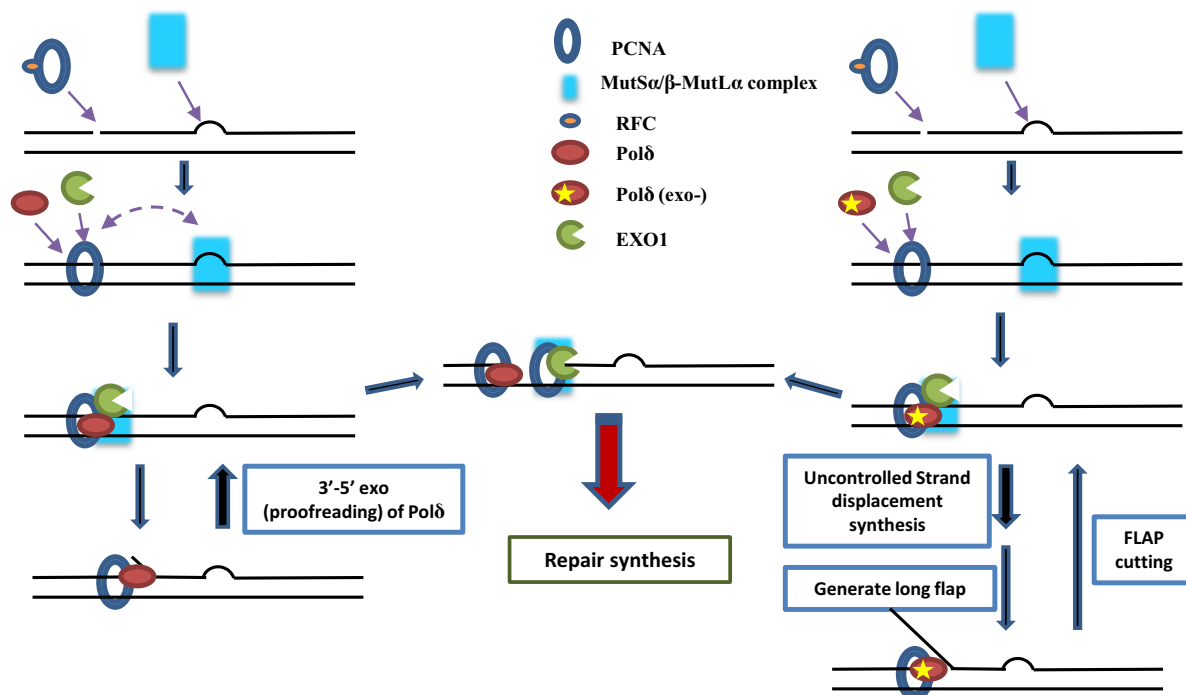 PCNA
MutSα/β-MutLα complex
RFC
Polδ
Polδ (exo-)
EXO1
3’-5’ exo
(proofreading) of Polδ
Repair synthesis
Uncontrolled Strand
displacement
synthesis
FLAP
cutting
Generate long flap